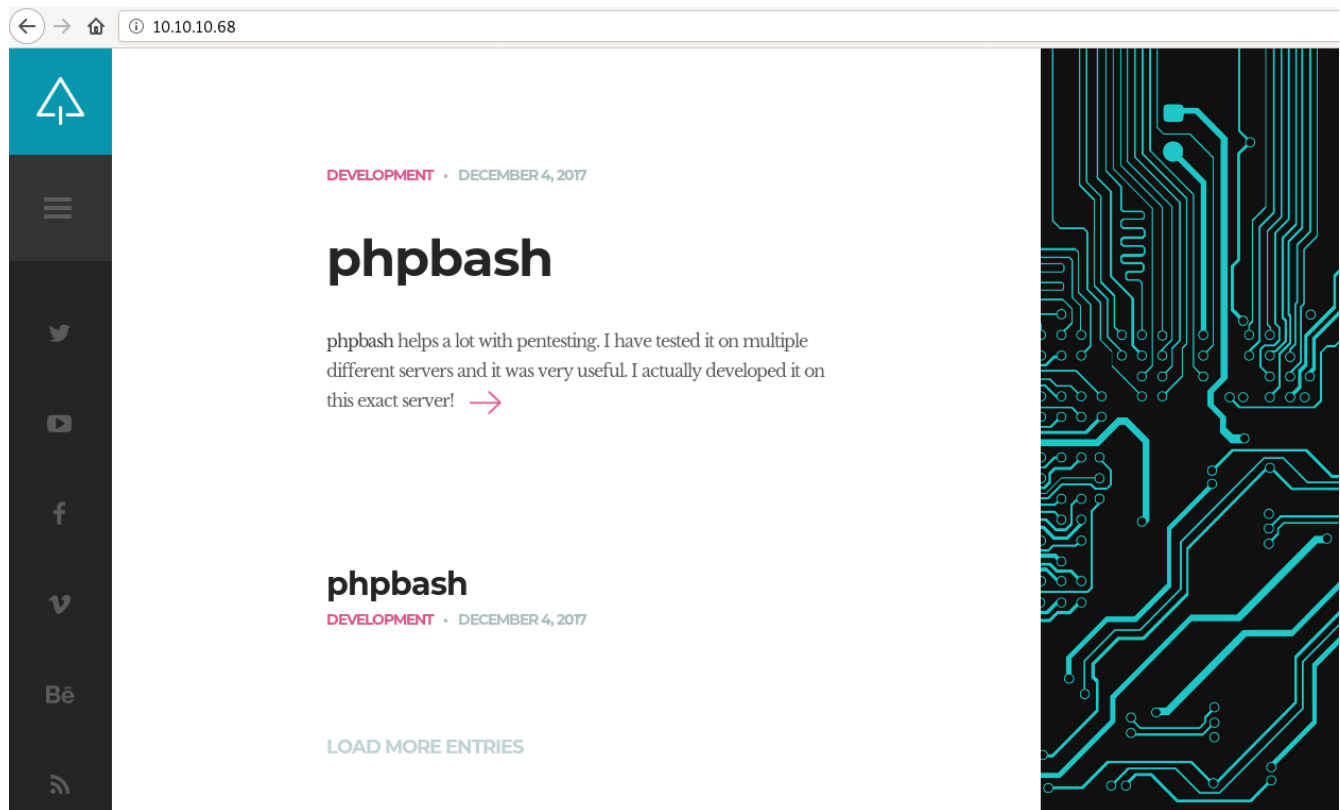 10.10.10.68
DEVELOPMENT • DECEMBER 4, 2017
phpbash
phpbash helps a lot with pentesting. I have tested it on multiple
different servers and it was very useful. I actually developed it on
this exact server!
phpbash
DEVELOPMENT • DECEMBER 4, 2017
Bē
LOAD MORE ENTRIES